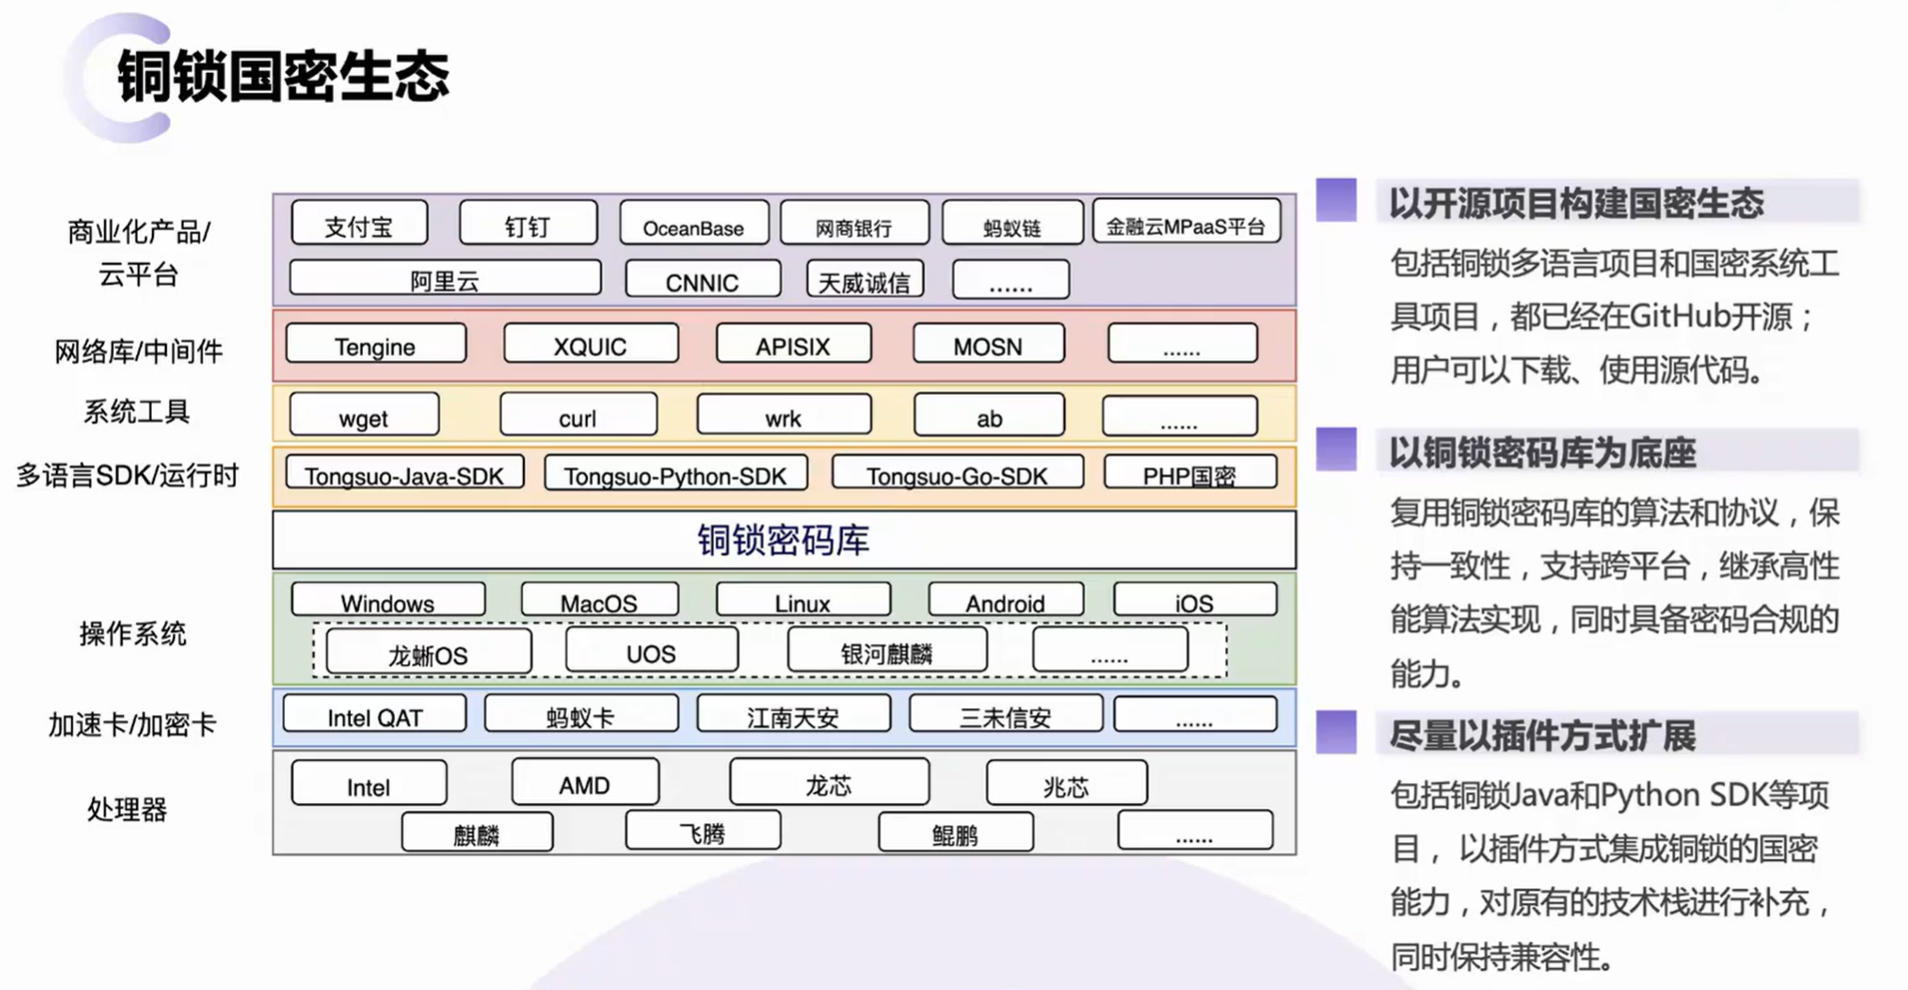 铜锁国密生态
商业化产品/
云平台
支付宝
钉钉
OceanBase
网商银行
蚂蚁链
金融云MPaaS平台
阿里云
CNNIC
天威诚信
......
网络库/中间件
Tengine
XQUIC
APISIX
MOSN
......
系统工具
wget
curl
wrk
ab
......
多语言SDK/运行时
Tongsuo-Java-SDK
Tongsuo-Python-SDK
Tongsuo-Go-SDK
PHP国密
铜锁密码库
操作系统
Windows
MacOS
Linux
Android
iOS
龙蜥OS
UOS
银河麒麟
......
加速卡/加密卡
Intel QAT
蚂蚁卡
江南天安
三未信安
......
处理器
Intel
AMD
龙芯
兆芯
麒麟
飞腾
鲲鹏
......
以开源项目构建国密生态
包括铜锁多语言项目和国密系统工
具项目，都已经在GitHub开源；
用户可以下载、使用源代码。
以铜锁密码库为底座
复用铜锁密码库的算法和协议，保
持一致性，支持跨平台，继承高性
能算法实现，同时具备密码合规的
能力。
尽量以插件方式扩展
包括铜锁Java和Python SDK等项
目， 以插件方式集成铜锁的国密
能力，对原有的技术栈进行补充，
同时保持兼容性。